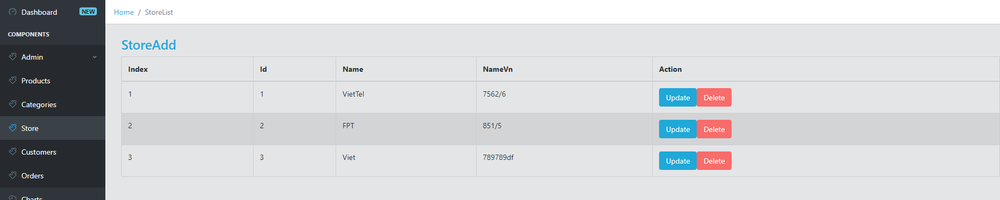 Dashboard NEW
Home / StoreList
COMPONENTS
Admin
Products
Categories
Store
Customers
Orders
Charts
StoreAdd
Index Id Name NameVn Action
1 1 VietTel 7562/6 Update Delete
2 2 FPT 851/5 Update Delete
3 3 Viet 789789df Update Delete